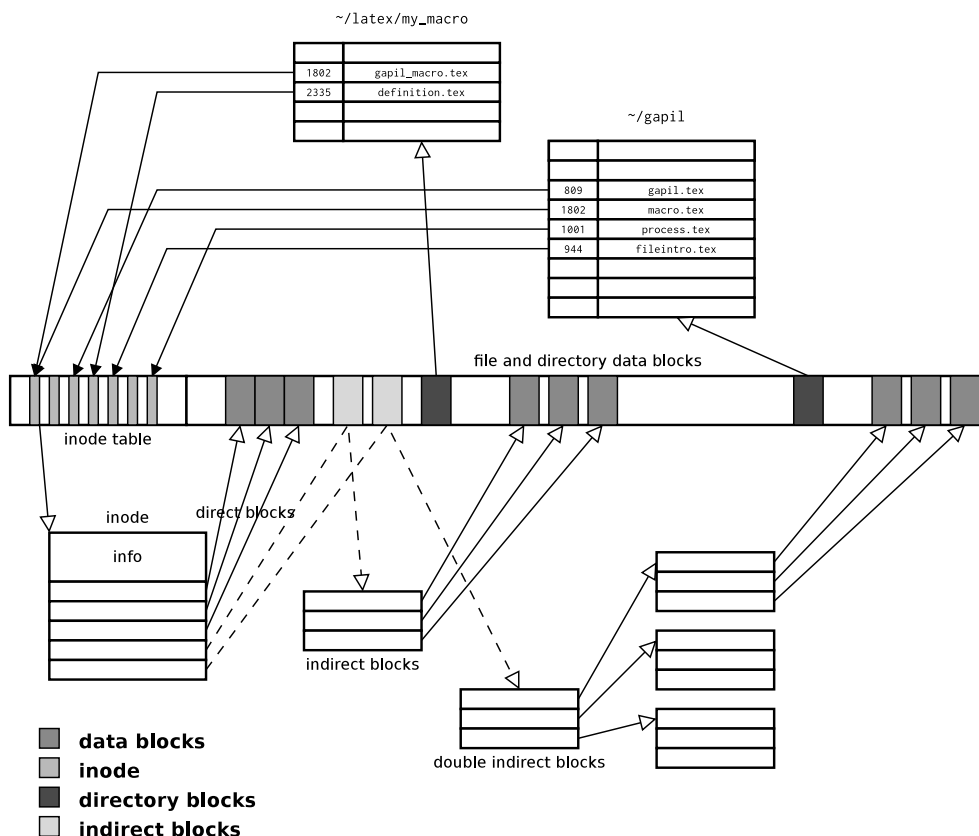 ~/latex/my_macro
1802 gapil_macro.tex
2335 definition.tex
~/gapil
809 gapil.tex
1802 macro.tex
1001 process.tex
944 fileintro.tex
file and directory data blocks
inode table
inode
direct blocks
info
indirect blocks
double indirect blocks
data blocks
inode
directory blocks
indirect blocks